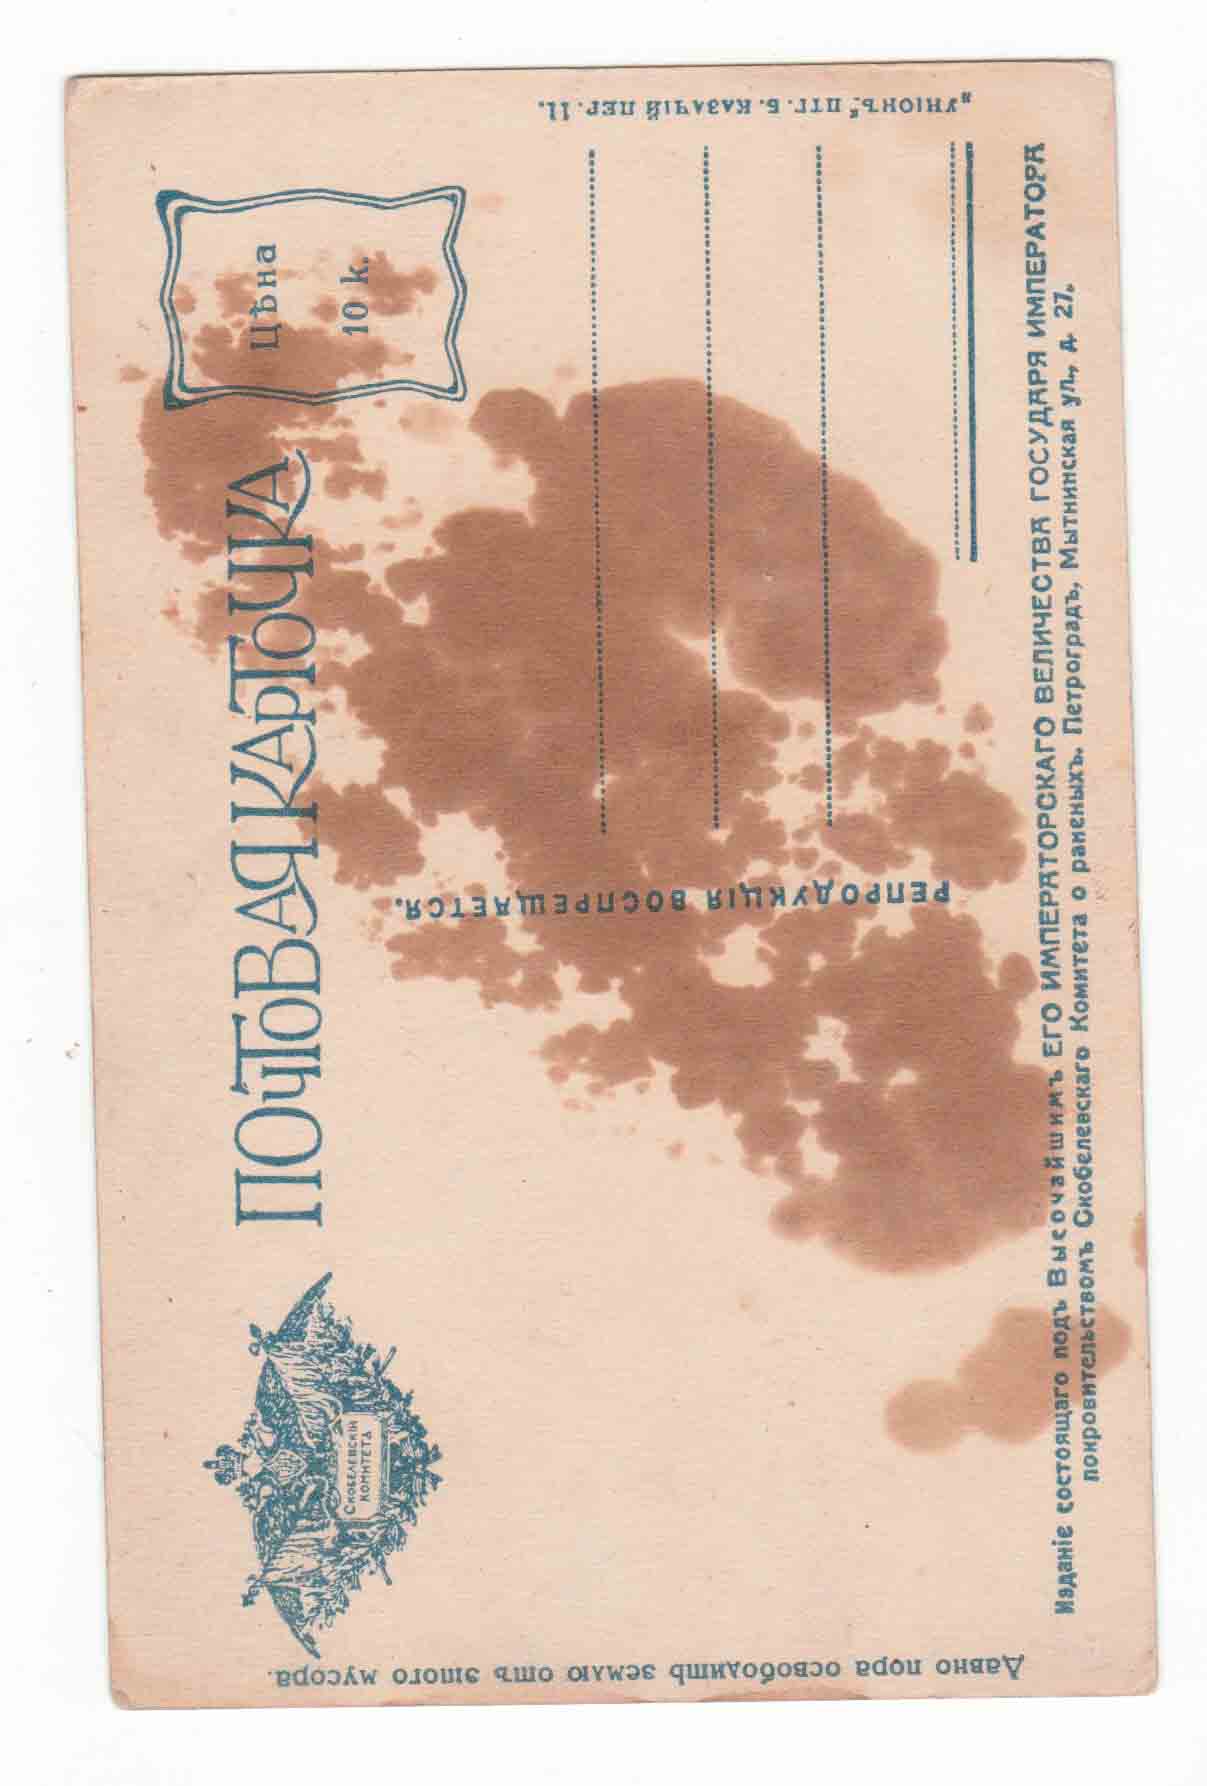 ПОЧТОВАЯ КАРТОЧКА
Цѣна
10 k.
СКОБЕЛЕВСКІЙ
КОМИТЕТА
Давно пора освободить землю отъ этого мусора.
РЕПРОДУКЦІЯ ВОСПРЕЩАЕТСЯ.
„УНІОНЪ“. ПТГ. Б. КАЗАЧІЙ ПЕР. 11.
Изданіе состоящаго подъ Высочайшимъ ЕГО ИМПЕРАТОРСКАГО ВЕЛИЧЕСТВА ГОСУДАРЯ ИМПЕРАТОРА
покровительствомъ Скобелевскаго Комитета о раненыхъ. Петроградъ, Мытнинская ул., д. 27.